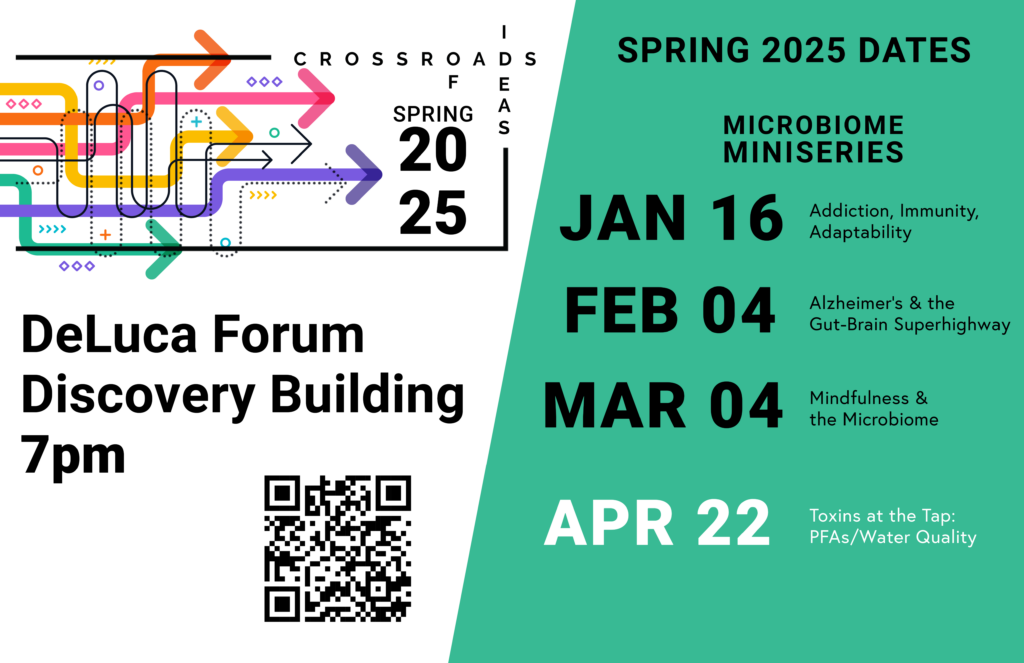 CROSSROADS
OF
IDEAS
SPRING
20
25
DeLuca Forum
Discovery Building
7pm
SPRING 2025 DATES
MICROBIOME
MINISERIES
JAN 16
Addiction, Immunity,
Adaptability
FEB 04
Alzheimer's & the
Gut-Brain Superhighway
MAR 04
Mindfulness &
the Microbiome
APR 22
Toxins at the Tap:
PFAs/Water Quality